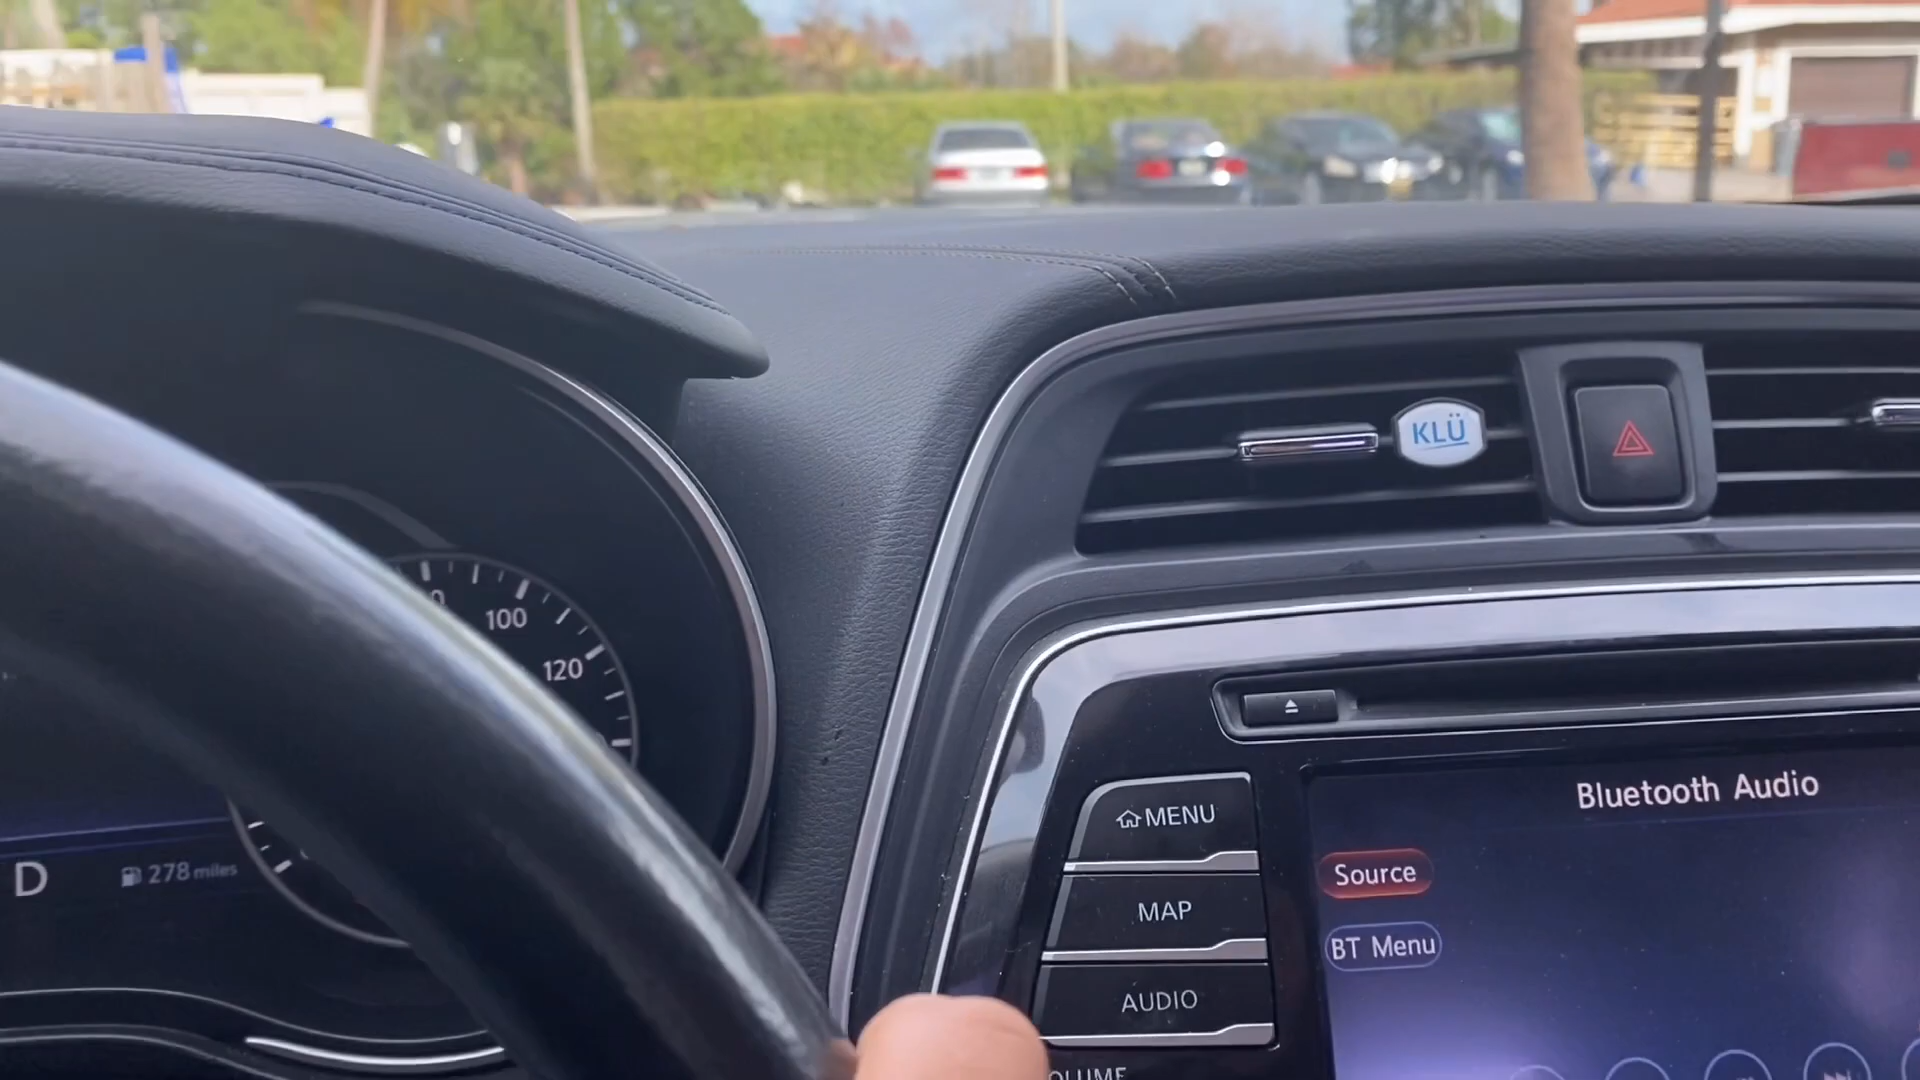 KLÜ
100
120
MENU
Bluetooth Audio
Source
D
278 miles
MAP
BT Menu
AUDIO